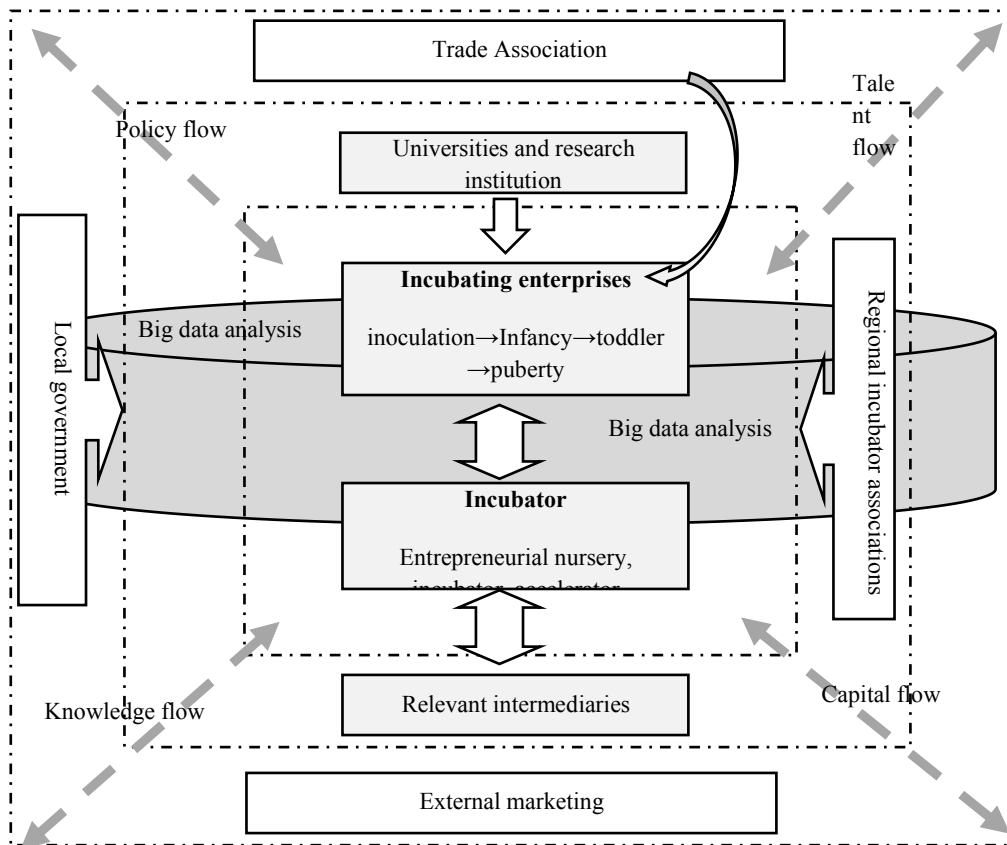 Trade Association
Tale
nt
flow
Policy flow
Universities and research
institution
Incubating enterprises
inoculation→Infancy→toddler
→puberty
Local government
Big data analysis
Regional incubator associations
Big data analysis
Incubator
Entrepreneurial nursery,
incubator, accelerator
Relevant intermediaries
Knowledge flow
Capital flow
External marketing